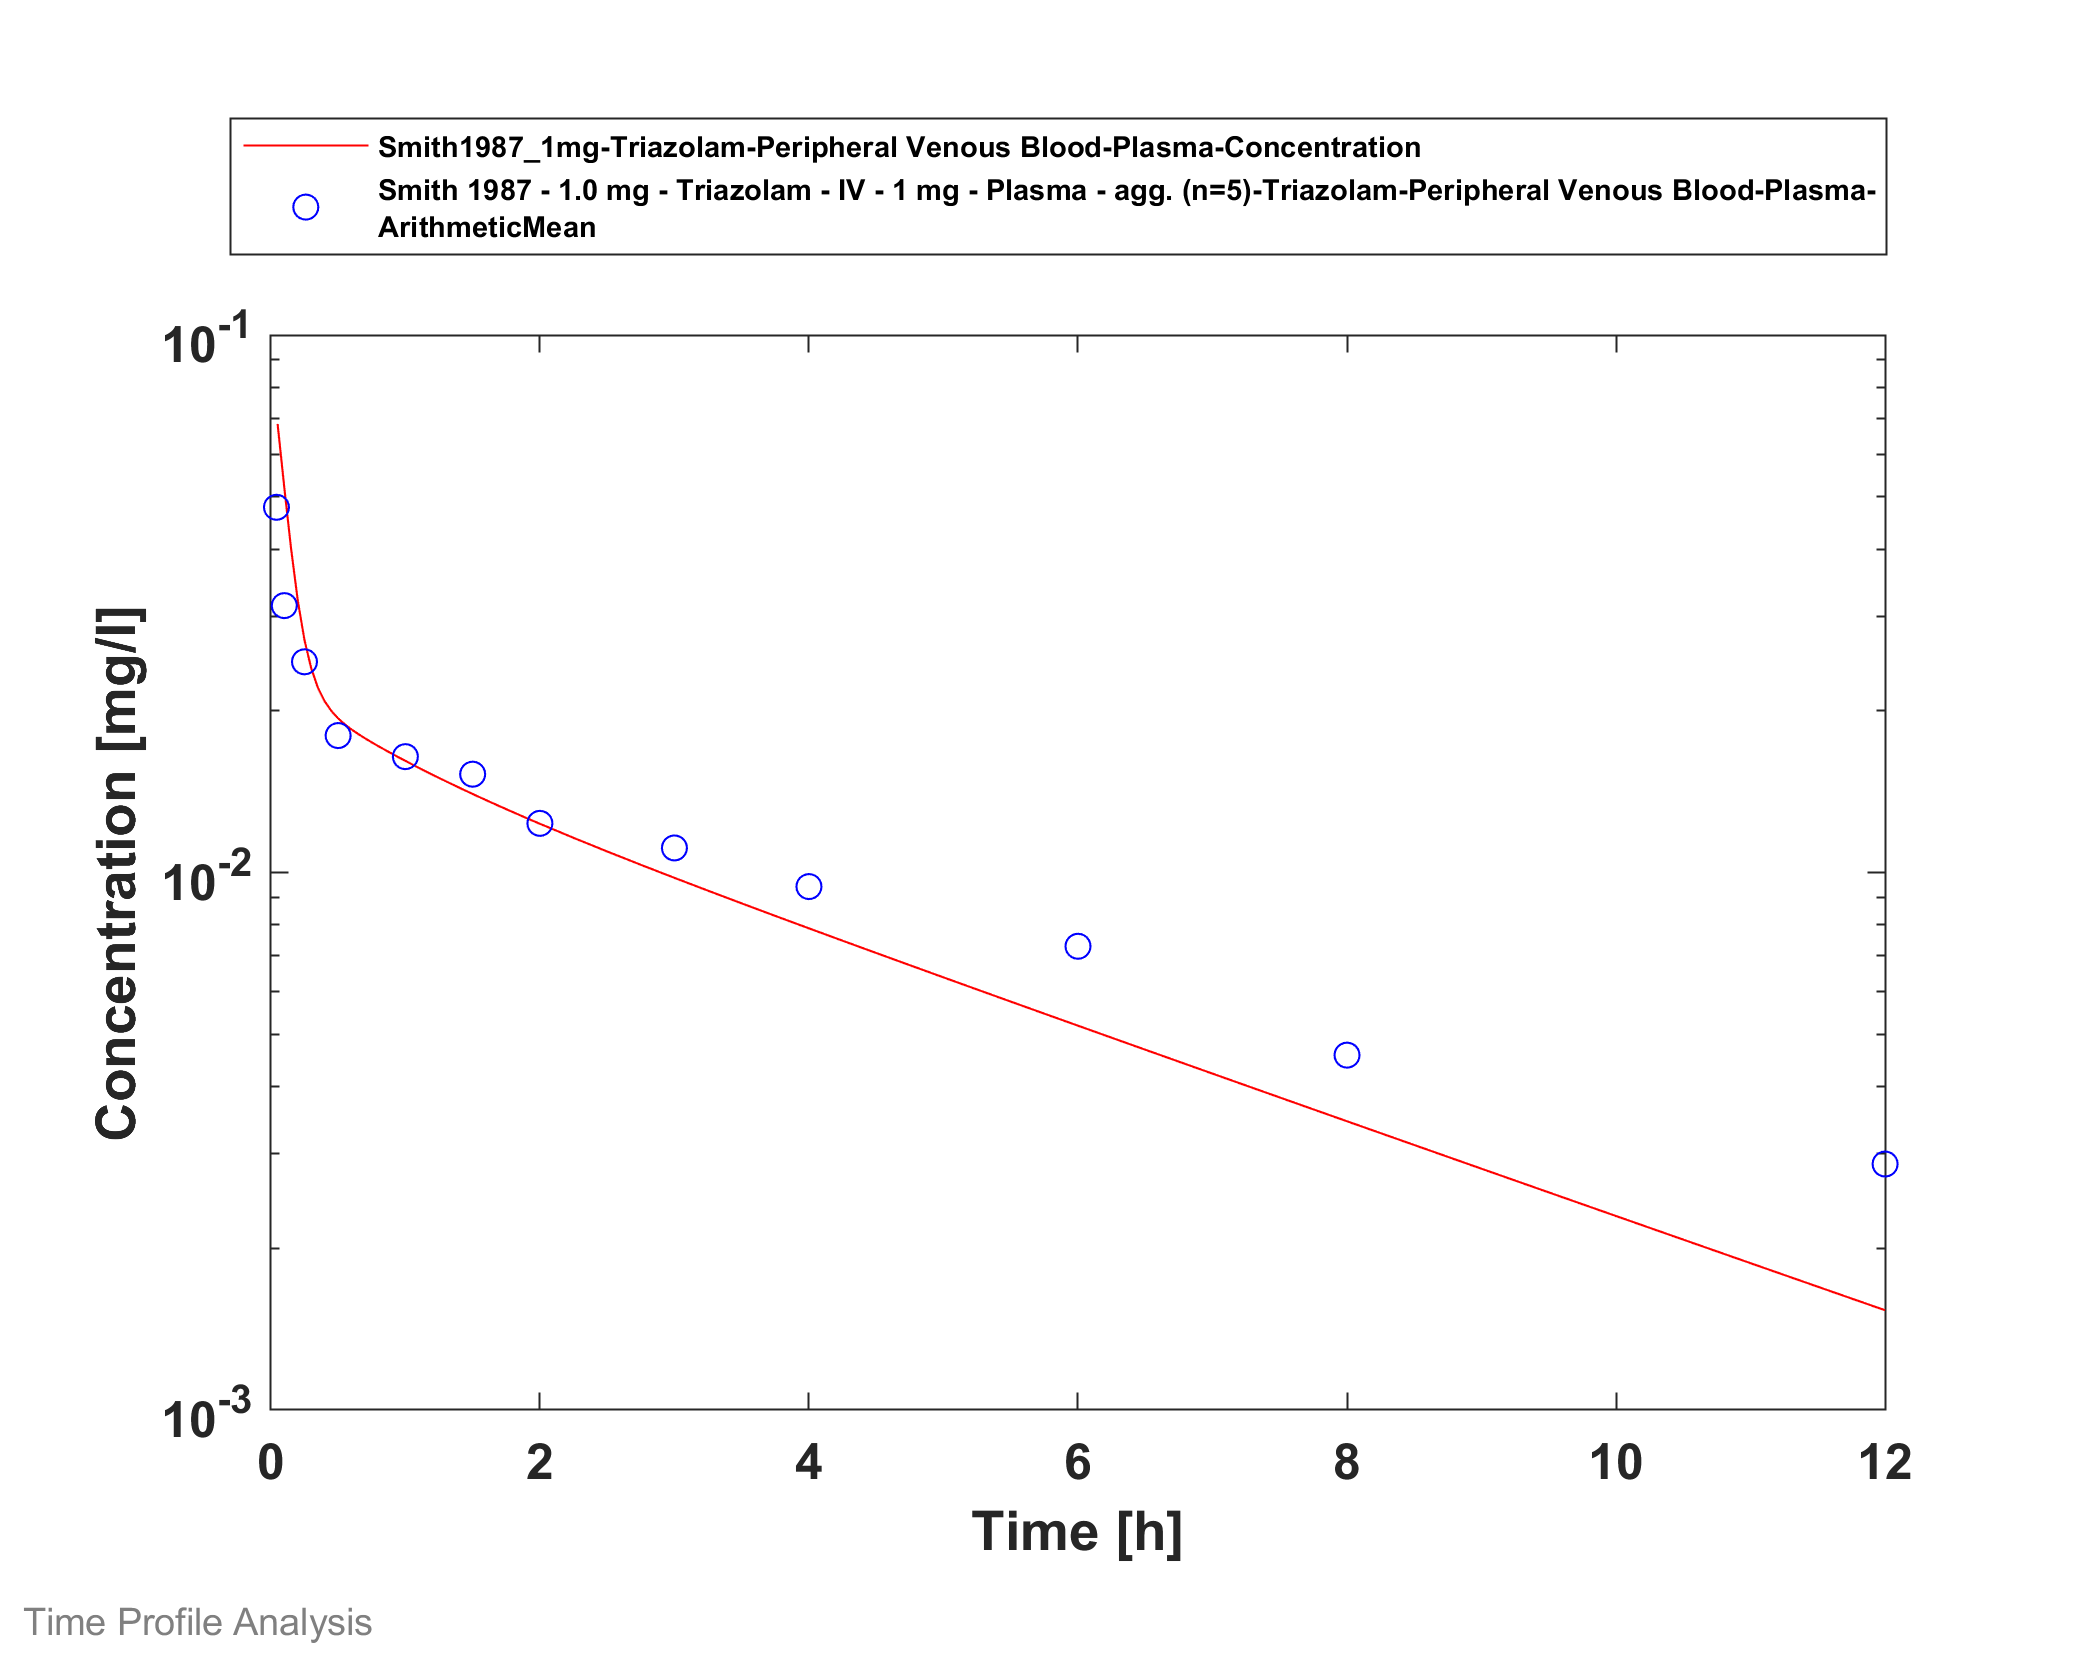 Smith1987_1mg-Triazolam-Peripheral Venous Blood-Plasma-Concentration
Smith 1987 - 1.0 mg - Triazolam - IV - 1 mg - Plasma - agg. (n=5)-Triazolam-Peripheral Venous Blood-Plasma-
ArithmeticMean
10^-1
10^-2
10^-3
Concentration [mg/l]
0 2 4 6 8 10 12
Time [h]
Time Profile Analysis